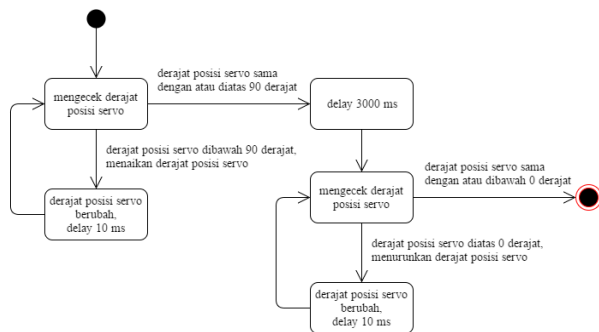 derajat posisi servo sama
dengan atau diatas 90 derajat
mengecek derajat
posisi servo
delay 3000 ms
derajat posisi servo dibawah 90 derajat,
menaikan derajat posisi servo
derajat posisi servo sama
dengan atau dibawah 0 derajat
mengecek derajat
posisi servo
derajat posisi servo
berubah,
delay 10 ms
derajat posisi servo diatas 0 derajat,
menurunkan derajat posisi servo
derajat posisi servo
berubah,
delay 10 ms